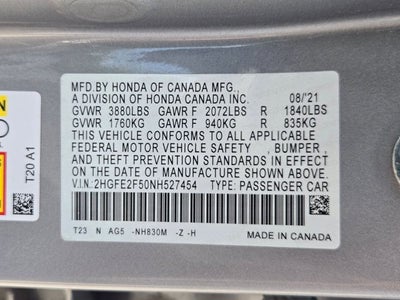 MFD.BY HONDA OF CANADA MFG.,
A DIVISION OF HONDA CANADA INC. 08/'21
GVWR 3880LBS GAWR F 2072LBS R 1840LBS
GVWR 1760KG GAWR F 940KG R 835KG
THIS VEHICLE CONFORMS TO ALL APPLICABLE
FEDERAL MOTOR VEHICLE SAFETY , BUMPER ,
AND THEFT PREVENTION STANDARDS IN EFFECT ON
THE DATE OF MANUFACTURE SHOWN ABOVE.
V.I.N.: 2HGFE2F50NH527454 TYPE: PASSENGER CAR
T23 N AG5 -NH830M -Z -H
MADE IN CANADA
T20 A1